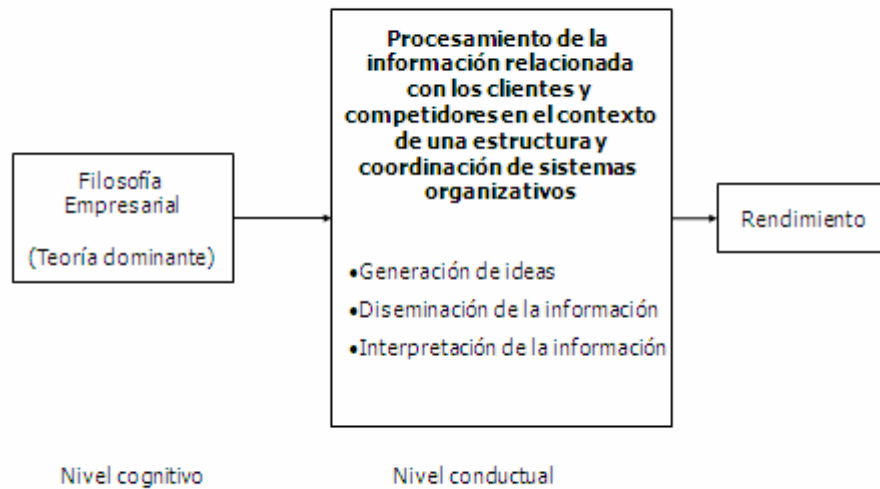 Filosofía
Empresarial
(Teoría dominante)
Procesamiento de la
información relacionada
con los clientes y
competidores en el contexto
de una estructura y
coordinación de sistemas
organizativos
•Generación de ideas
•Diseminación de la información
•Interpretación de la información
Rendimiento
Nivel cognitivo
Nivel conductual